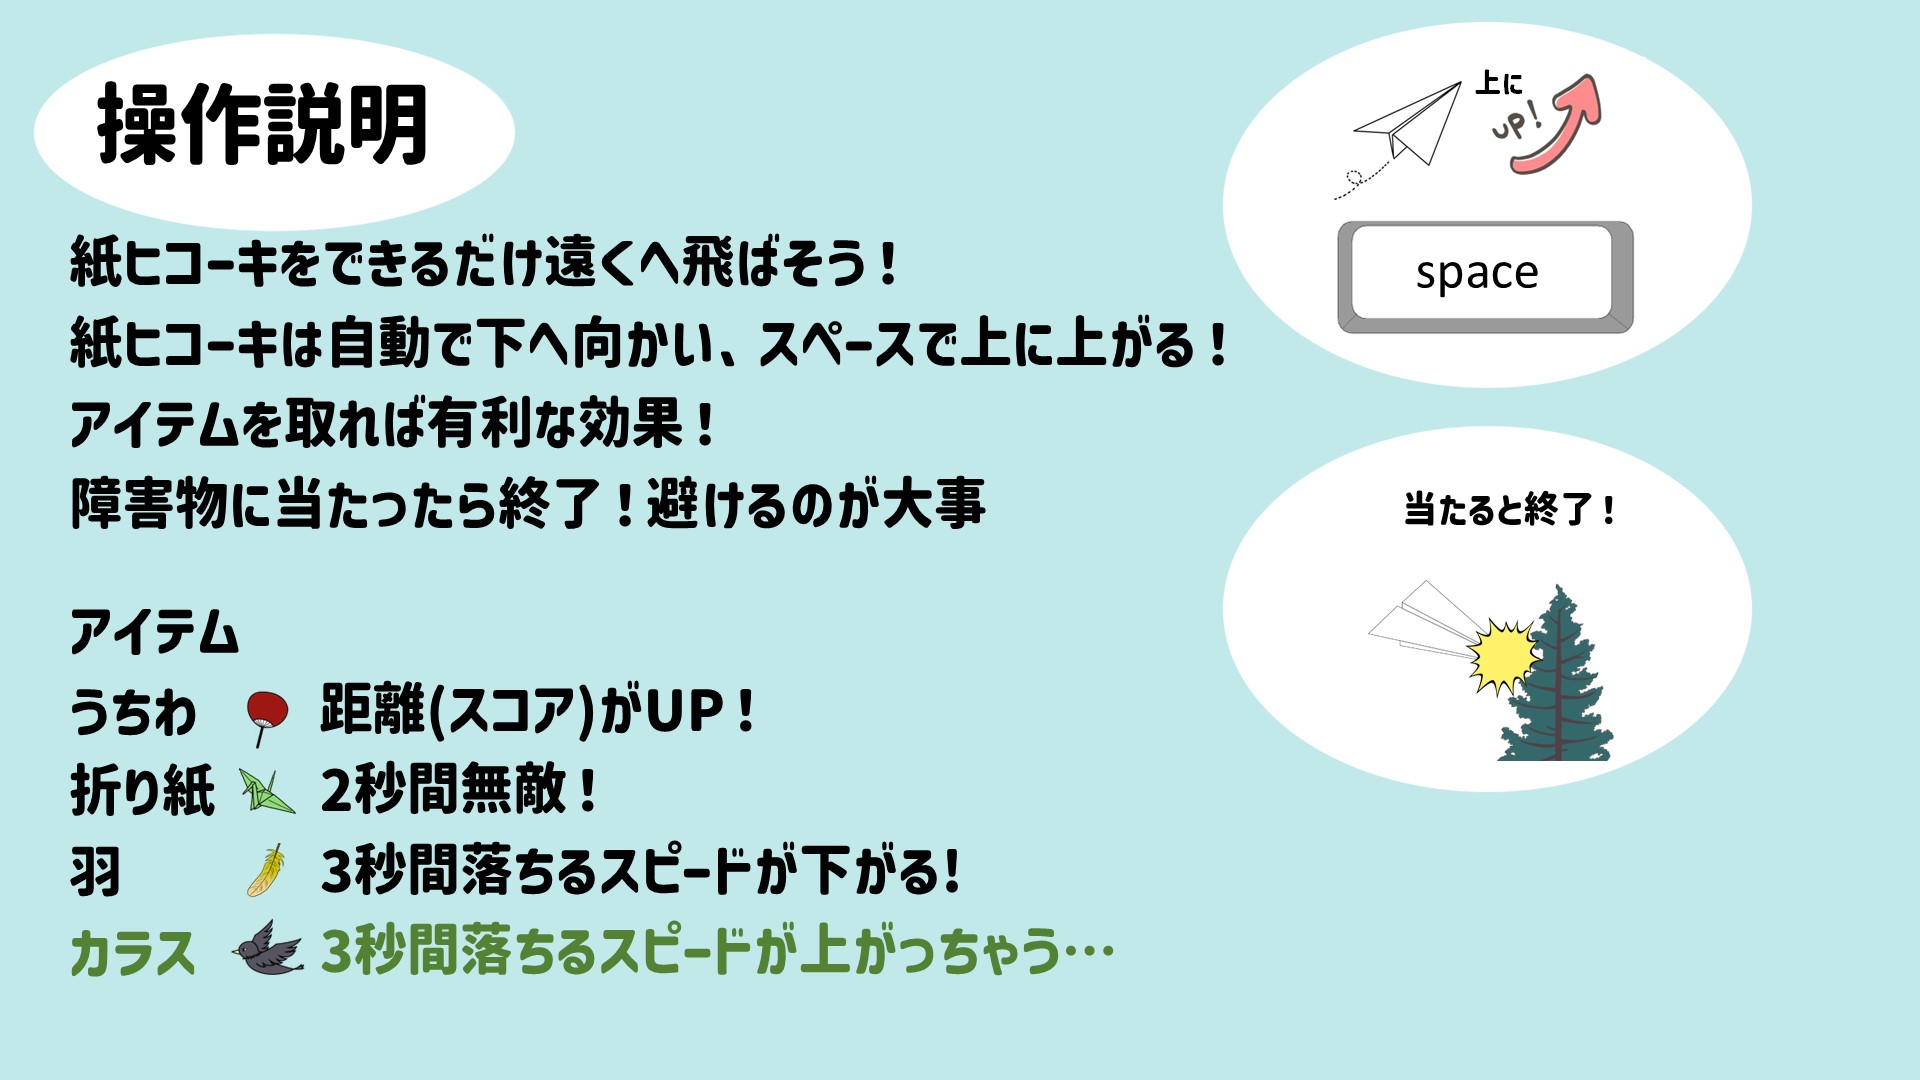 操作説明
紙ヒコーキをできるだけ遠くへ飛ばそう！
紙ヒコーキは自動で下へ向かい、スペースで上に上がる！
アイテムを取れば有利な効果！
障害物に当たったら終了！避けるのが大事
アイテム
うちわ 距離(スコア)がUP！
折り紙 2秒間無敵！
羽 3秒間落ちるスピードが下がる!
カラス 3秒間落ちるスピードが上がっちゃう…
上に
UP!
space
当たると終了！